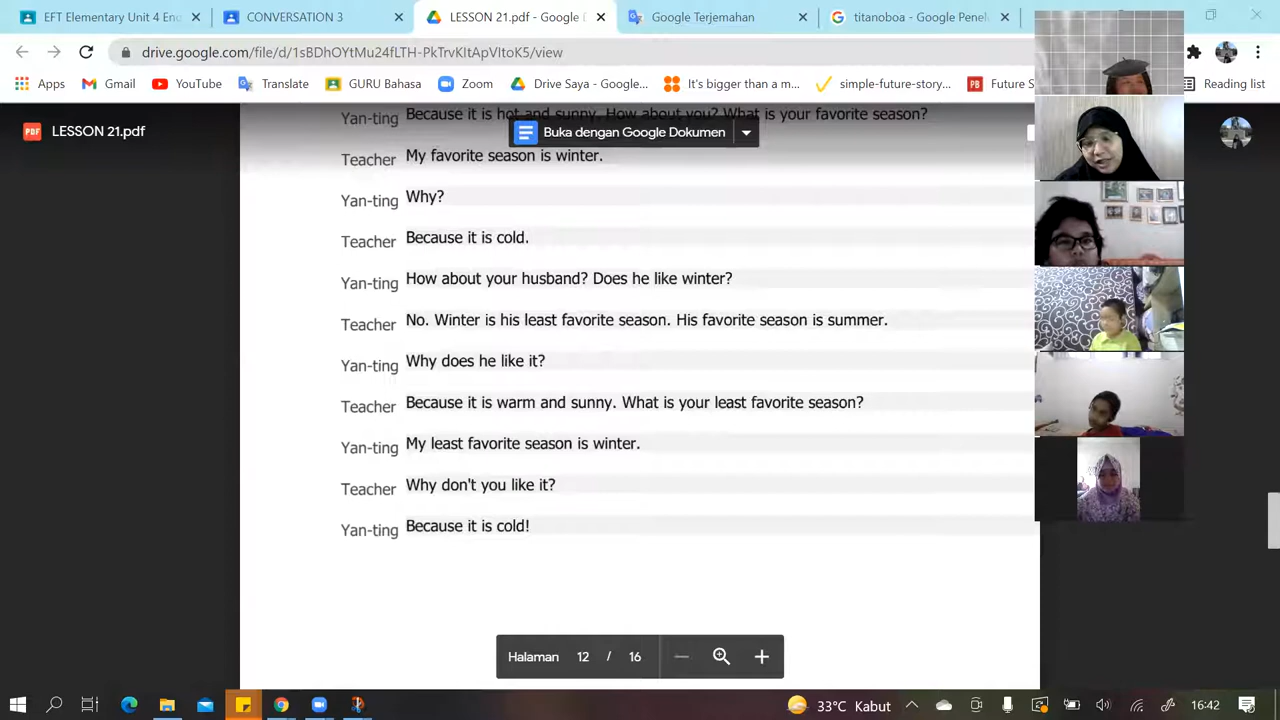 EFT Elementary Unit 4 End
CONVERSATION 3
LESSON 21.pdf - Google D
Google Terjemahan
titanoboa - Google Penel
drive.google.com/file/d/1sBDhOYtMu24fLTH-PkTrvKItApVItoK5/view
Apps
Gmail
YouTube
Translate
GURU Bahas
Zoom
Drive Saya - Google...
It's bigger than a m...
simple-future-story...
Future S
Reading list
LESSON 21.pdf
Buka dengan Google Dokumen
Yan-ting Because it is hot and sunny. How about you? What is your favorite season?
Teacher My favorite season is winter.
Yan-ting Why?
Teacher Because it is cold.
Yan-ting How about your husband? Does he like winter?
Teacher No. Winter is his least favorite season. His favorite season is summer.
Yan-ting Why does he like it?
Teacher Because it is warm and sunny. What is your least favorite season?
Yan-ting My least favorite season is winter.
Teacher Why don't you like it?
Yan-ting Because it is cold!
Halaman 12 / 16
33°C Kabut
16:42